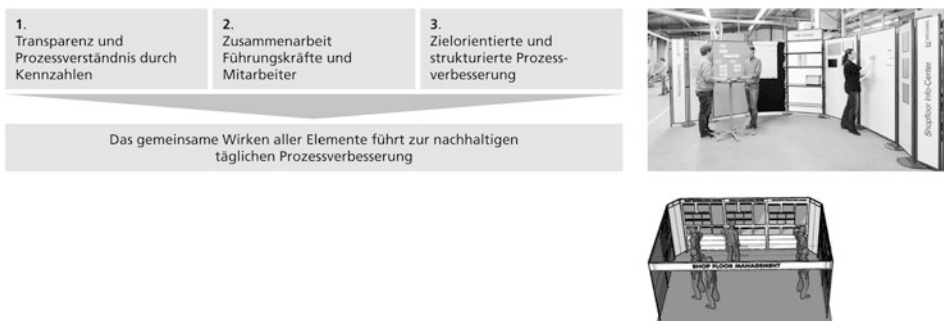 1.
Transparenz und
Prozessverständnis durch
Kennzahlen
2.
Zusammenarbeit
Führungskräfte und
Mitarbeiter
3.
Zielorientierte und
strukturierte Prozess-
verbesserung
Das gemeinsame Wirken aller Elemente führt zur nachhaltigen
täglichen Prozessverbesserung
Shopfloor Info-Center
SHOP FLOOR MANAGEMENT